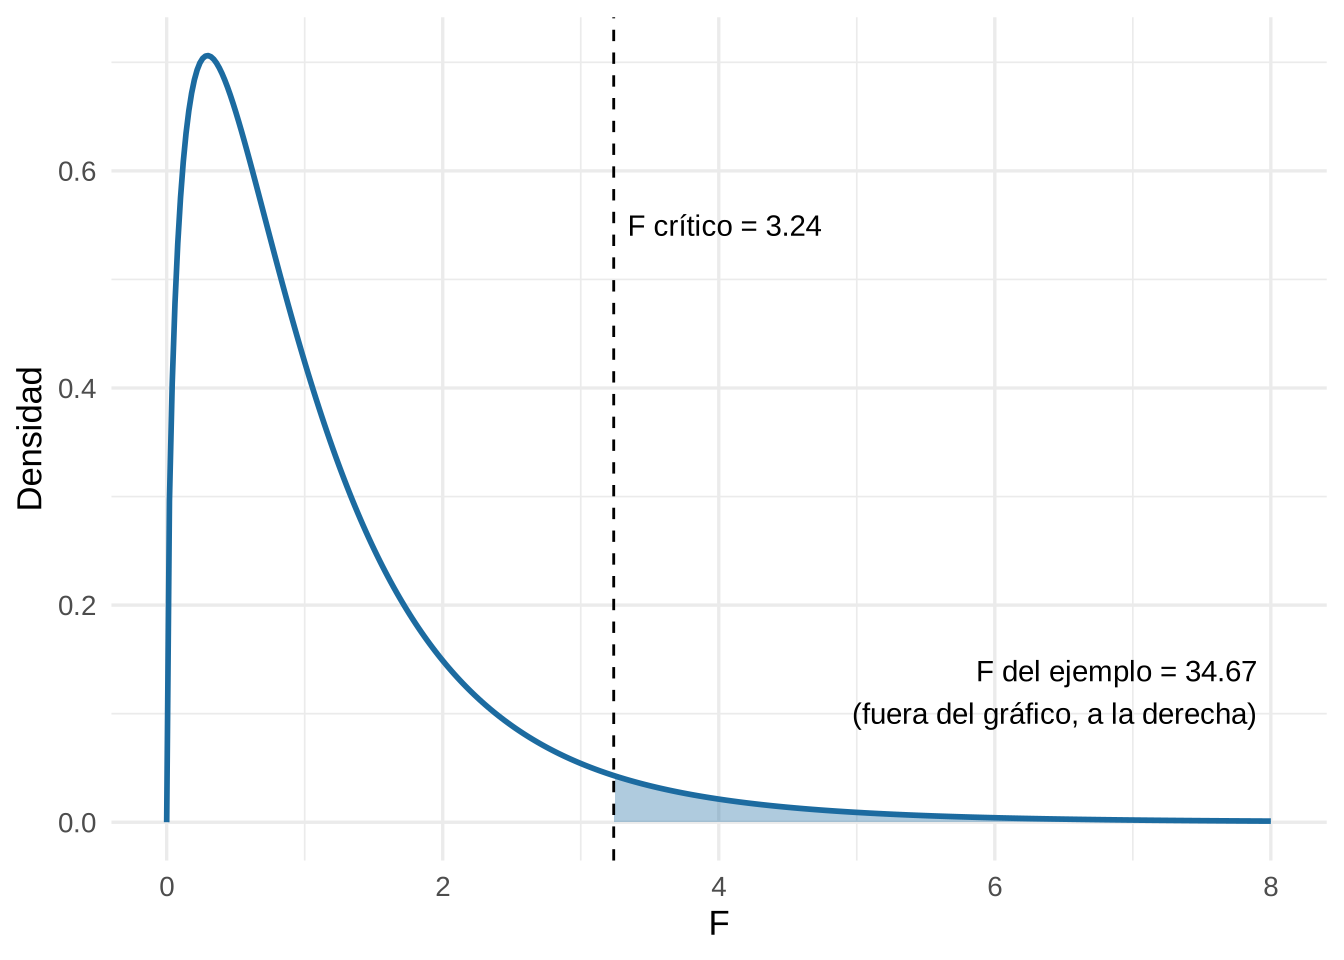 0.6
0.4
0.2
0.0
Densidad
F crítico = 3.24
F del ejemplo = 34.67
(fuera del gráfico, a la derecha)
0
2
4
6
8
F